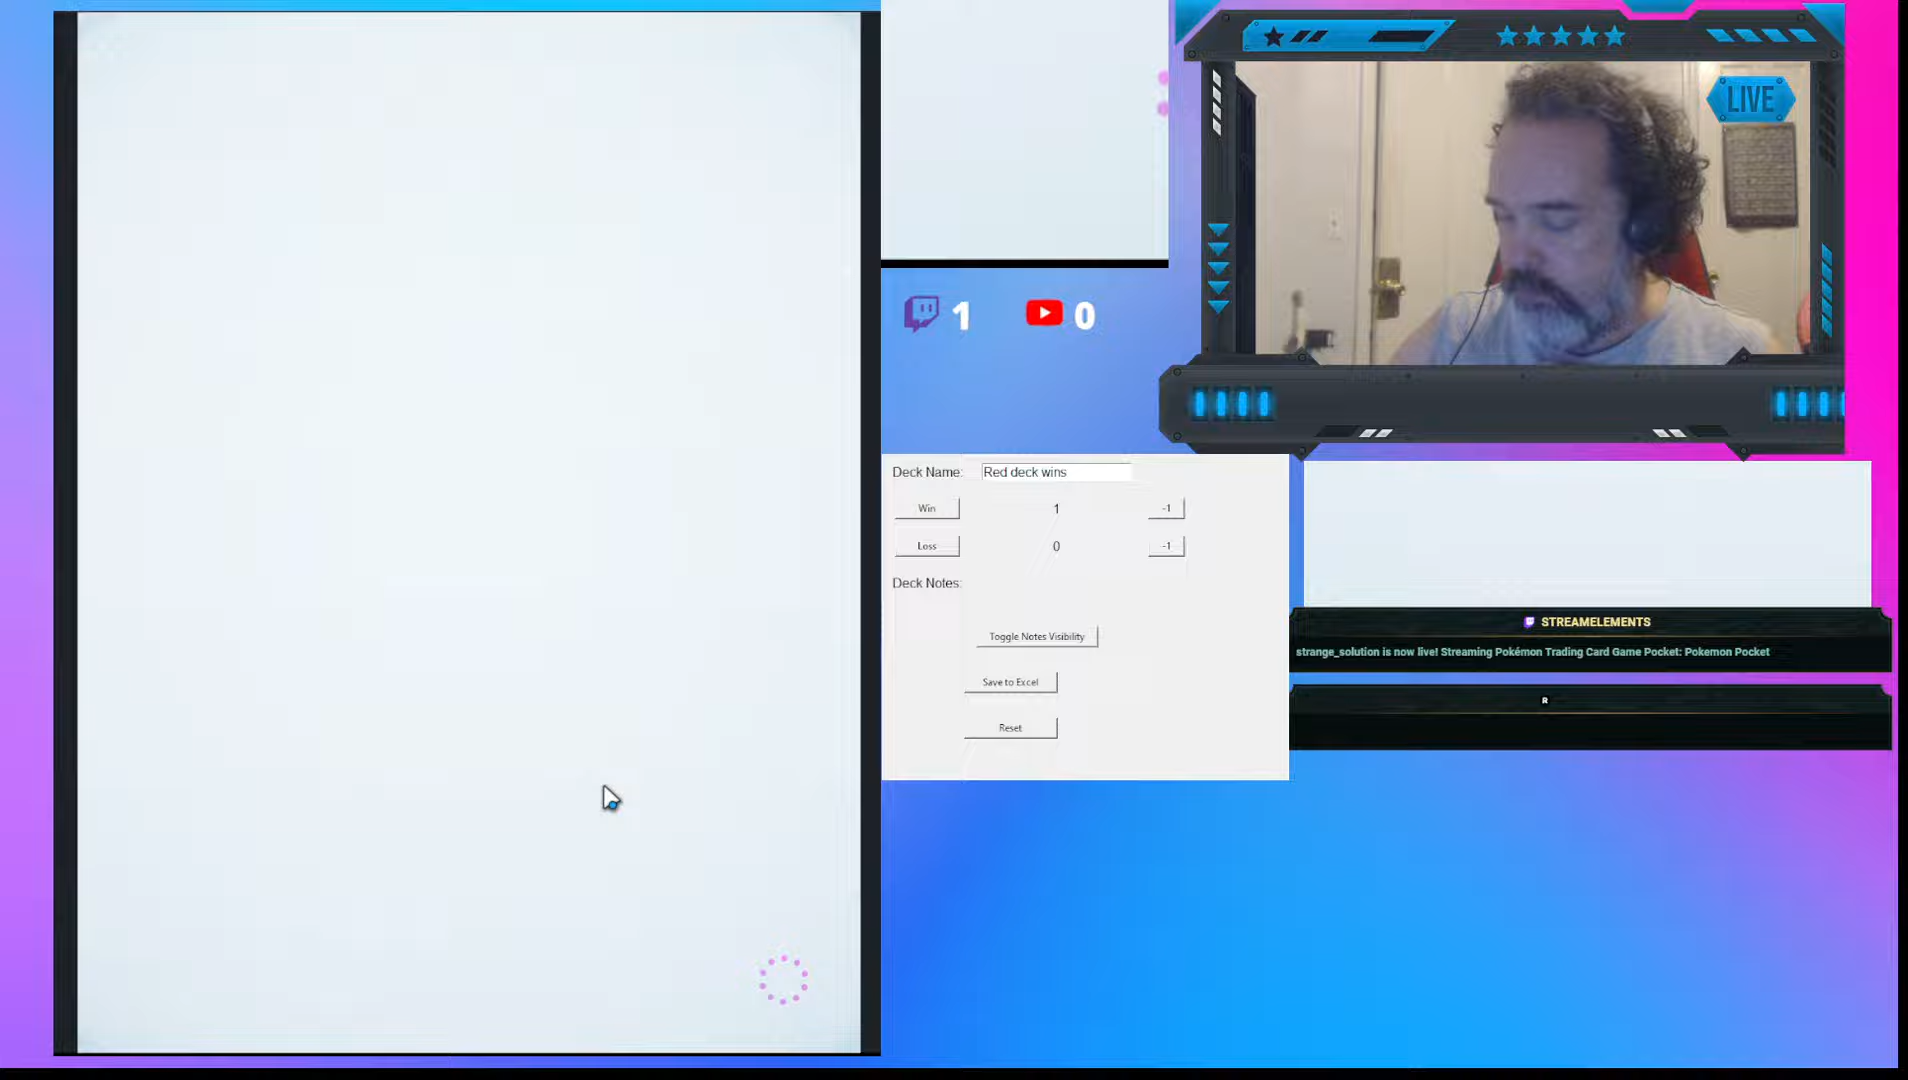 LIVE
1
0
Deck Name: Red deck wins
Win 1 -1
Loss 0 -1
Deck Notes:
Toggle Notes Visibility
Save to Excel
Reset
STREAMELEMENTS
strange_solution is now live! Streaming Pokémon Trading Card Game Pocket: Pokemon Pocket
R